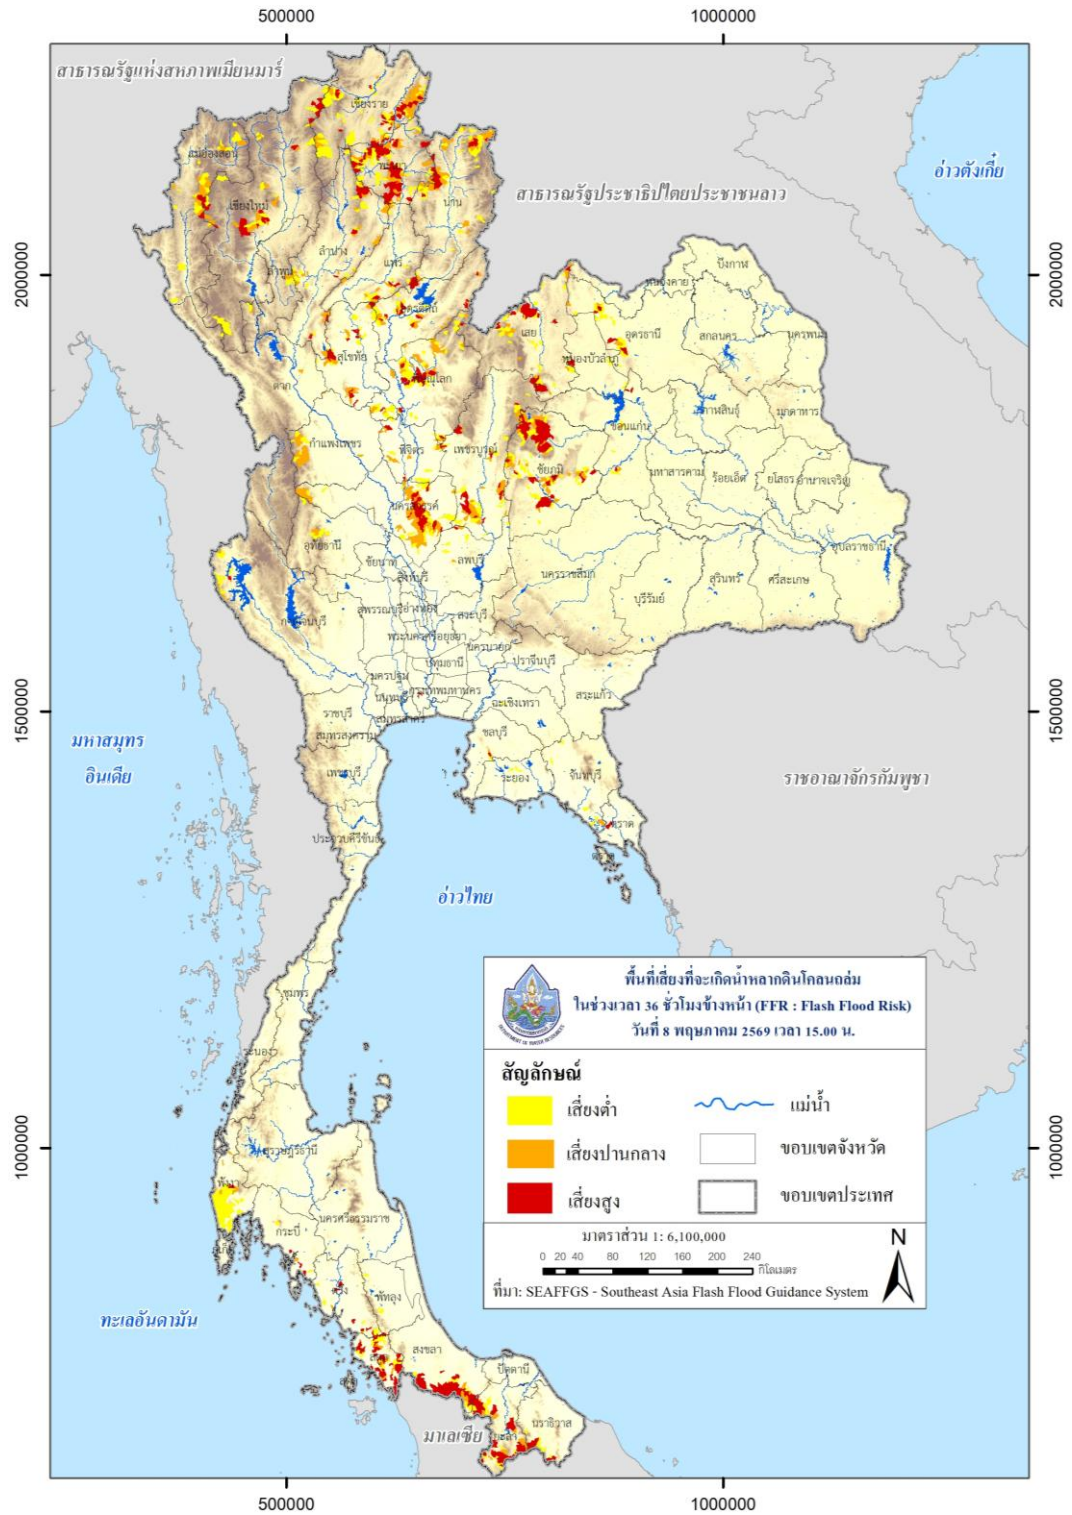 500000
1000000
สาธารณรัฐแห่งสหภาพเมียนมาร์
เชียงราย
อ่าวตังเกี๋ย
แม่ฮ่องสอน
พะเยา
สาธารณรัฐประชาธิปไตยประชาชนลาว
เชียงใหม่
น่าน
ลำปาง
แพร่
บึงกาฬ
2000000
2000000
ลำพูน
หนองคาย
อุตรดิตถ์
เลย
อุดรธานี
สกลนคร
นครพนม
สุโขทัย
หนองบัวลำภู
พิษณุโลก
ตาก
ขอนแก่น
กาฬสินธุ์
มุกดาหาร
กำแพงเพชร
พิจิตร
เพชรบูรณ์
ชัยภูมิ
มหาสารคาม
ร้อยเอ็ด
ยโสธร
อำนาจเจริญ
นครสวรรค์
อุทัยธานี
อุบลราชธานี
ชัยนาท
ลพบุรี
สิงห์บุรี
นครราชสีมา
สุรินทร์
ศรีสะเกษ
บุรีรัมย์
สุพรรณบุรี
อ่างทอง
สระบุรี
กาญจนบุรี
พระนครศรีอยุธยา
นครนายก
ปทุมธานี
ปราจีนบุรี
นครปฐม
นนทบุรี
กรุงเทพมหานคร
ฉะเชิงเทรา
สระแก้ว
1500000
1500000
ราชบุรี
สมุทรสาคร
สมุทรสงคราม
ชลบุรี
มหาสมุทร
อินเดีย
เพชรบุรี
ระยอง
จันทบุรี
ราชอาณาจักรกัมพูชา
ตราด
ประจวบคีรีขันธ์
อ่าวไทย
พื้นที่เสี่ยงที่จะเกิดน้ำหลากดินโคลนถล่ม
ในช่วงเวลา 36 ชั่วโมงข้างหน้า (FFR : Flash Flood Risk)
วันที่ 8 พฤษภาคม 2569 เวลา 15.00 น.
ชุมพร
ระนอง
สัญลักษณ์
เสี่ยงต่ำ
แม่น้ำ
เสี่ยงปานกลาง
ขอบเขตจังหวัด
เสี่ยงสูง
ขอบเขตประเทศ
1000000
1000000
สุราษฎร์ธานี
พังงา
นครศรีธรรมราช
กระบี่
มาตราส่วน 1: 6,100,000
N
0 20 40 80 120 160 200 240
กิโลเมตร
ที่มา: SEAFFGS - Southeast Asia Flash Flood Guidance System
ตรัง
พัทลุง
ทะเลอันดามัน
สงขลา
ปัตตานี
นราธิวาส
ยะลา
มาเลเซีย
500000
1000000